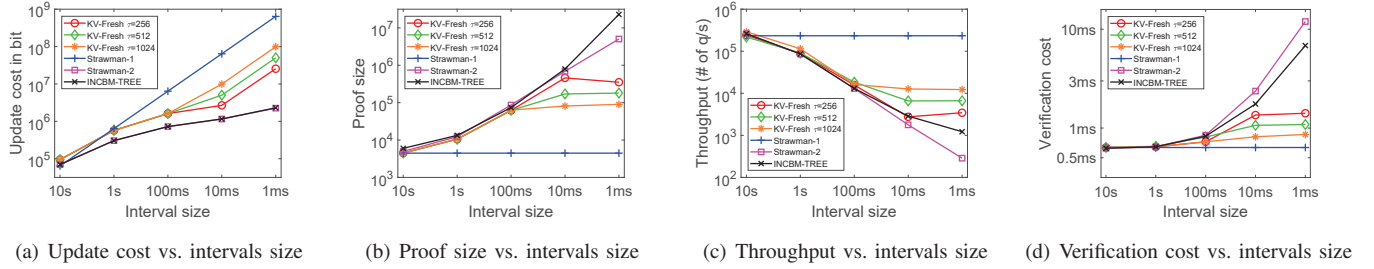 Update cost in bit
10^9
10^8
10^7
10^6
10^5
KV-Fresh τ=256
KV-Fresh τ=512
KV-Fresh τ=1024
Strawman-1
Strawman-2
INCBM-TREE
10s 1s 100ms 10ms 1ms
Interval size
(a) Update cost vs. intervals size
Proof size
10^7
10^6
10^5
10^4
10^3
KV-Fresh τ=256
KV-Fresh τ=512
KV-Fresh τ=1024
Strawman-1
Strawman-2
INCBM-TREE
10s 1s 100ms 10ms 1ms
Interval size
(b) Proof size vs. intervals size
Throughput (# of q/s)
10^6
10^5
10^4
10^3
10^2
KV-Fresh τ=256
KV-Fresh τ=512
KV-Fresh τ=1024
Strawman-1
Strawman-2
INCBM-TREE
10s 1s 100ms 10ms 1ms
Interval size
(c) Throughput vs. intervals size
Verification cost
10ms
3ms
1ms
0.5ms
KV-Fresh τ=256
KV-Fresh τ=512
KV-Fresh τ=1024
Strawman-1
Strawman-2
INCBM-TREE
10s 1s 100ms 10ms 1ms
Interval size
(d) Verification cost vs. intervals size